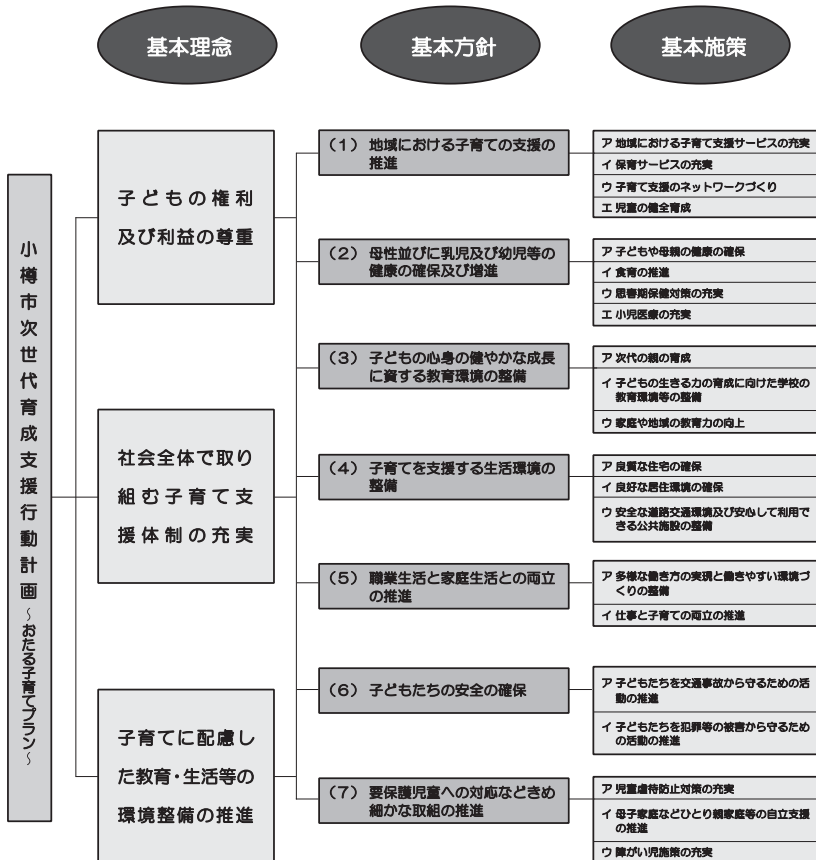 基本理念
基本方針
基本施策
小樽市次世代育成支援行動計画～おたる子育てプラン～
子どもの権利
及び利益の尊重
社会全体で取り
組む子育て支
援体制の充実
子育てに配慮し
た教育・生活等の
環境整備の推進
(1) 地域における子育ての支援の
推進
ア 地域における子育て支援サービスの充実
イ 保育サービスの充実
ウ 子育て支援のネットワークづくり
エ 児童の健全育成
(2) 母性並びに乳児及び幼児等の
健康の確保及び増進
ア 子どもや母親の健康の確保
イ 食育の推進
ウ 思春期保健対策の充実
エ 小児医療の充実
(3) 子どもの心身の健やかな成長
に資する教育環境の整備
ア 次代の親の育成
イ 子どもの生きる力の育成に向けた学校の
教育環境等の整備
ウ 家庭や地域の教育力の向上
(4) 子育てを支援する生活環境の
整備
ア 良質な住宅の確保
イ 良好な居住環境の確保
ウ 安全な道路交通環境及び安心して利用で
きる公共施設の整備
(5) 職業生活と家庭生活との両立
の推進
ア 多様な働き方の実現と働きやすい環境づ
くりの整備
イ 仕事と子育ての両立の推進
(6) 子どもたちの安全の確保
ア 子どもたちを交通事故から守るための活
動の推進
イ 子どもたちを犯罪等の被害から守るため
の活動の推進
(7) 要保護児童への対応などきめ
細かな取組の推進
ア 児童虐待防止対策の充実
イ 母子家庭などひとり親家庭等の自立支援
の推進
ウ 障がい児施策の充実